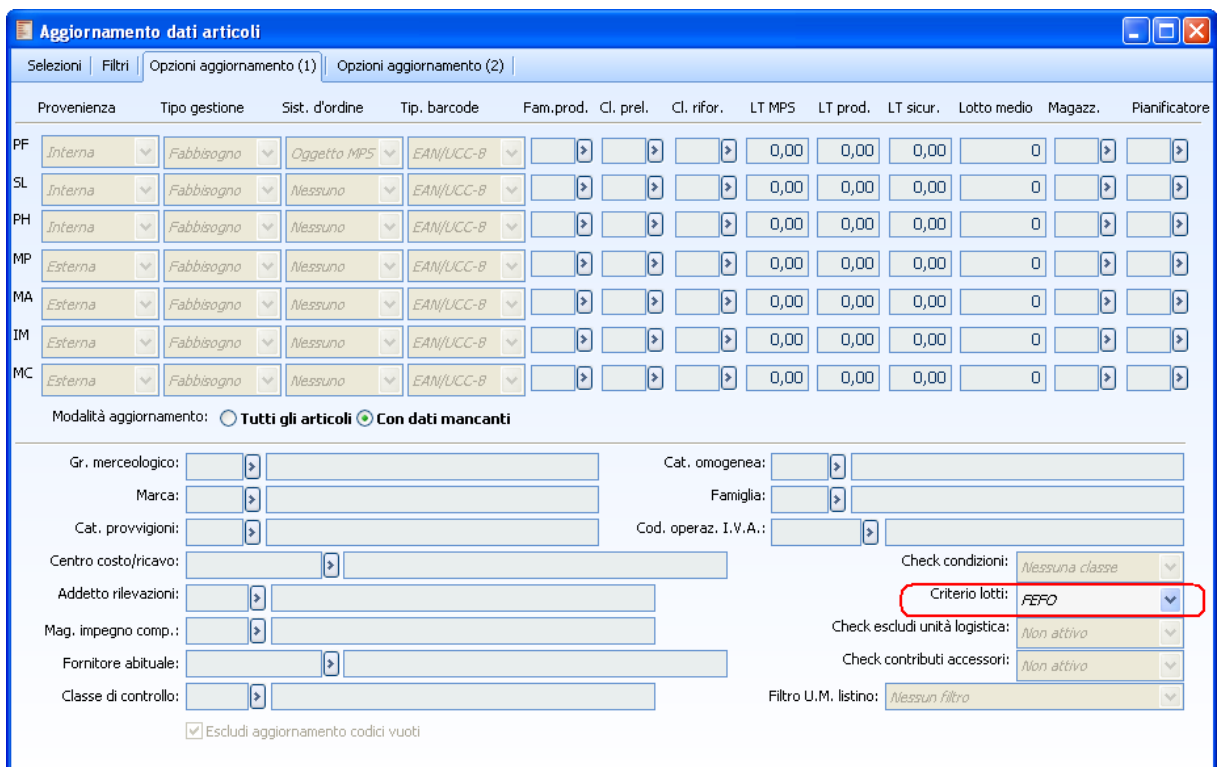 Aggiornamento dati articoli
Selezioni Filtri Opzioni aggiornamento (1) Opzioni aggiornamento (2)
Provenienza Tipo gestione Sist. d'ordine Tip. barcode Fam.prod. Cl. prel. Cl. rifor. LT MPS LT prod. LT sicur. Lotto medio Magazz. Pianificatore
PF Interna Fabbisogno Oggetto MPS EAN/UCC-8 0,00 0,00 0,00 0
SL Interna Fabbisogno Nessuno EAN/UCC-8 0,00 0,00 0,00 0
PH Interna Fabbisogno Nessuno EAN/UCC-8 0,00 0,00 0,00 0
MP Esterna Fabbisogno Nessuno EAN/UCC-8 0,00 0,00 0,00 0
MA Esterna Fabbisogno Nessuno EAN/UCC-8 0,00 0,00 0,00 0
IM Esterna Fabbisogno Nessuno EAN/UCC-8 0,00 0,00 0,00 0
MC Esterna Fabbisogno Nessuno EAN/UCC-8 0,00 0,00 0,00 0
Modalità aggiornamento: Tutti gli articoli Con dati mancanti
Gr. merceologico: Cat. omogenea:
Marca: Famiglia:
Cat. provvigioni: Cod. operaz. I.V.A.:
Centro costo/ricavo: Check condizioni: Nessuna classe
Addetto rilevazioni: Criterio lotti: FEFO
Mag. impegno comp.: Check escludi unità logistica: Non attivo
Fornitore abituale: Check contributi accessori: Non attivo
Classe di controllo: Filtro U.M. listino: Nessun filtro
Escludi aggiornamento codici vuoti